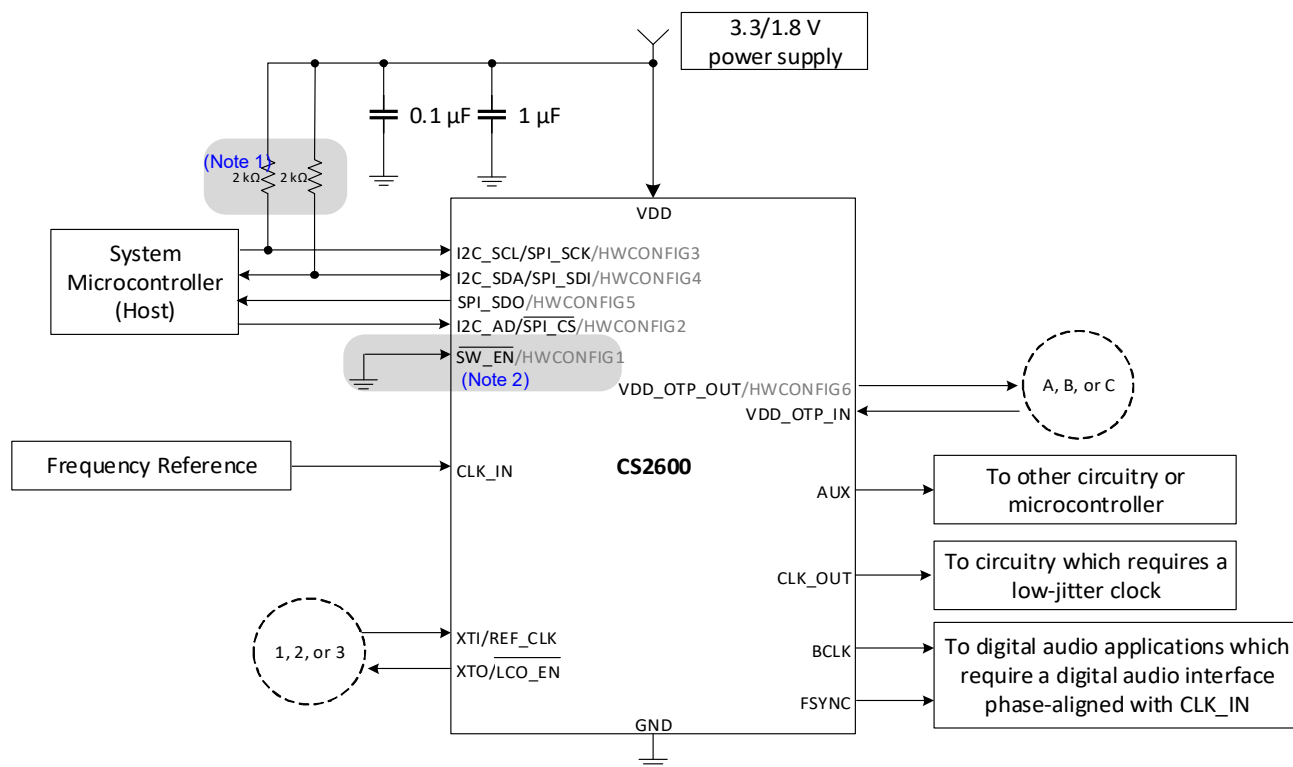 3.3/1.8 V
power supply
0.1 µF
1 µF
(Note 1)
2 kΩ
2 kΩ
VDD
System
Microcontroller
(Host)
I2C_SCL/SPI_SCK/HWCONFIG3
I2C_SDA/SPI_SDI/HWCONFIG4
SPI_SDO/HWCONFIG5
I2C_AD/SPI_CS/HWCONFIG2
SW_EN/HWCONFIG1
(Note 2)
VDD_OTP_OUT/HWCONFIG6
VDD_OTP_IN
A, B, or C
Frequency Reference
CLK_IN
CS2600
AUX
To other circuitry or
microcontroller
CLK_OUT
To circuitry which requires a
low-jitter clock
1, 2, or 3
XTI/REF_CLK
XTO/LCO_EN
BCLK
FSYNC
To digital audio applications which
require a digital audio interface
phase-aligned with CLK_IN
GND